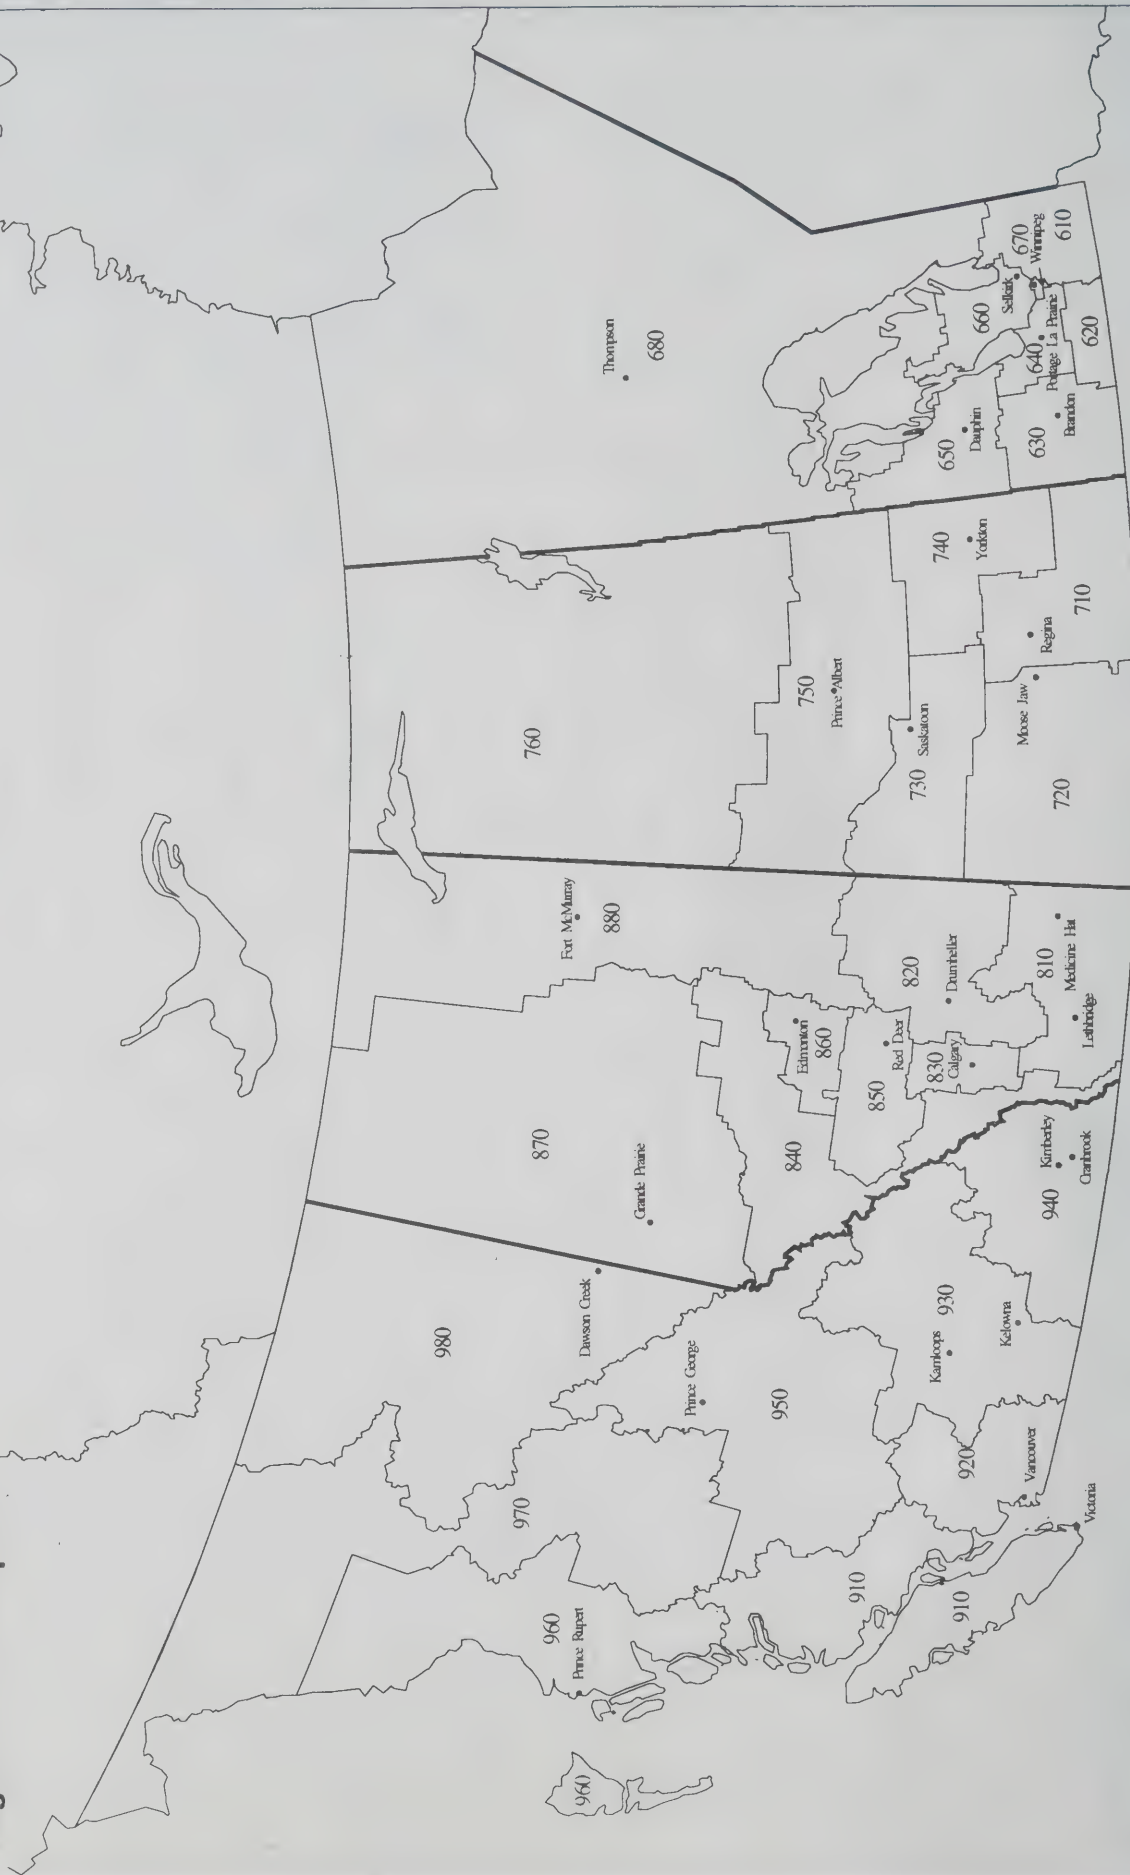 960
960
Prince Rupert
970
980
Dawson Creek
Prince George
950
910
910
920
Vancouver
Victoria
930
Kamloops
Kelowna
940
Kimberley
Cranbrook
870
Grande Prairie
840
Fort McMurray
880
Edmonton
860
850
Red Deer
830
Calgary
820
Drumheller
810
Medicine Hat
Lethbridge
760
750
Prince Albert
730
Saskatoon
720
Moose Jaw
Regina
710
740
Yorkton
Thompson
680
650
Dauphin
630
Brandon
660
Selkirk
640
Portage La Prairie
670
Winnipeg
610
620